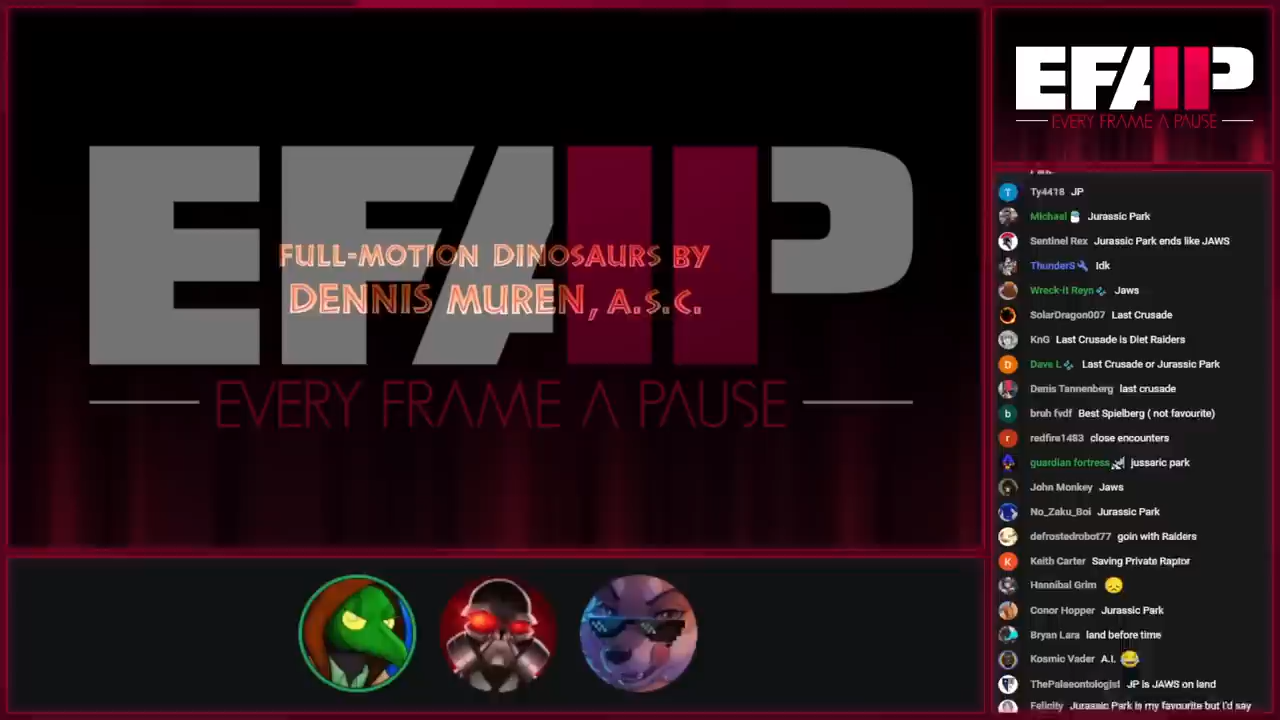 EFAP
EVERY FRAME A PAUSE
FULL-MOTION DINOSAURS BY
DENNIS MUREN, A.S.C.
EFAP
EVERY FRAME A PAUSE
Ty4418 JP
Michael Jurassic Park
Sentinel Rex Jurassic Park ends like JAWS
ThunderS Idk
Wreck-it Reyn Jaws
SolarDragon007 Last Crusade
KnG Last Crusade is Diet Raiders
Dave L Last Crusade or Jurassic Park
Denis Tannenberg last crusade
bruh fvdf Best Spielberg ( not favourite)
redfire1483 close encounters
guardian fortress jussaric park
John Monkey Jaws
No_Zaku_Boi Jurassic Park
defrostedrobot77 goin with Raiders
Keith Carter Saving Private Raptor
Hannibal Grim
Conor Hopper Jurassic Park
Bryan Lara land before time
Kosmic Vader A.I.
ThePalaeontologist JP is JAWS on land
Felicity Jurassic Park is my favourite but I'd say